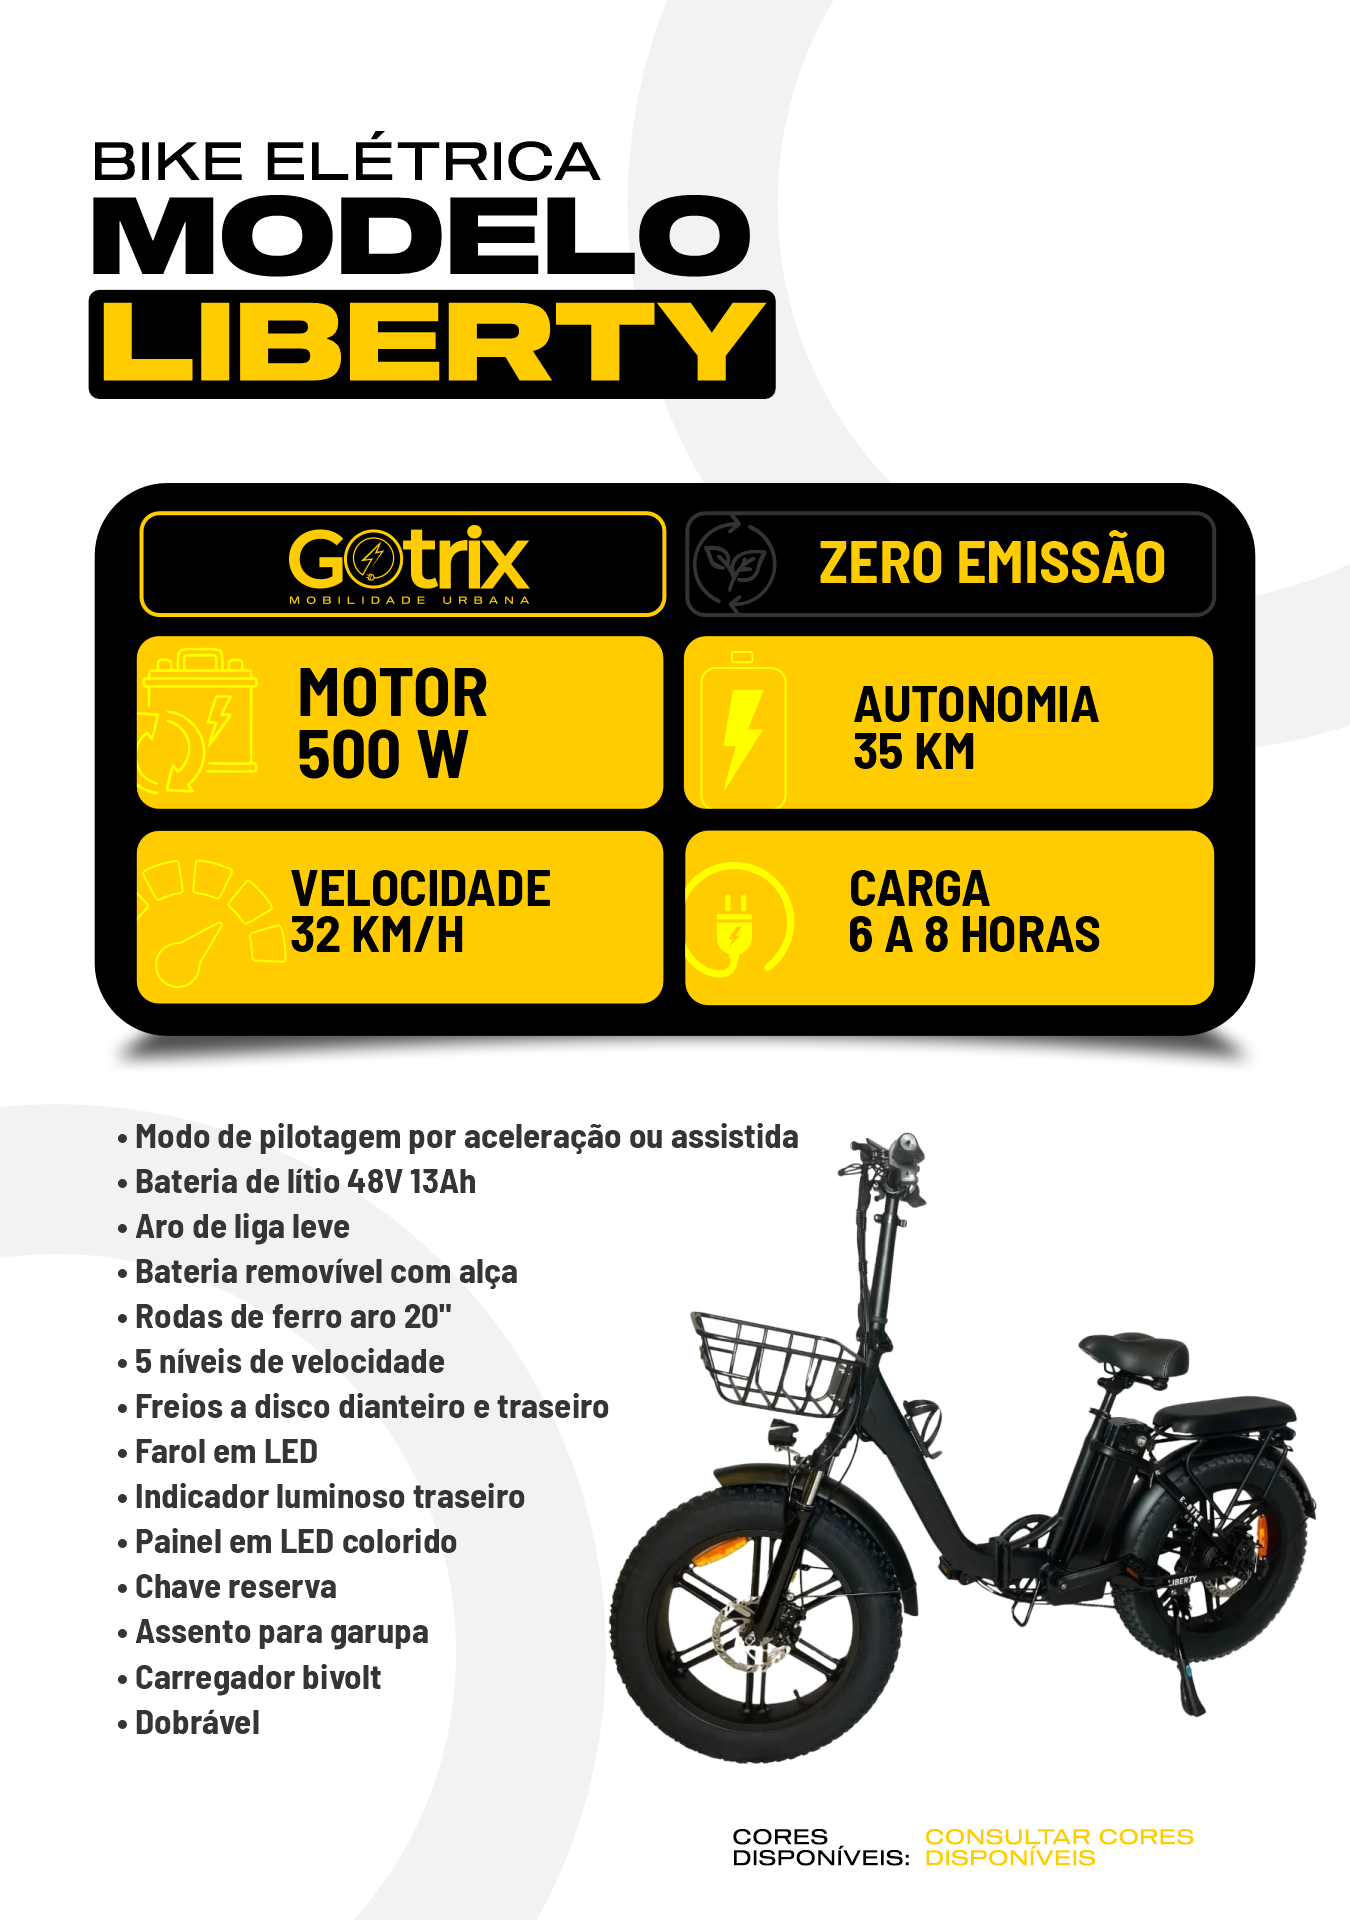 BIKE ELÉTRICA
MODELO
LIBERTY
Gotrix
MOBILIDADE URBANA
ZERO EMISSÃO
MOTOR
500 W
AUTONOMIA
35 KM
VELOCIDADE
32 KM/H
CARGA
6 A 8 HORAS
• Modo de pilotagem por aceleração ou assistida
• Bateria de lítio 48V 13Ah
• Aro de liga leve
• Bateria removível com alça
• Rodas de ferro aro 20"
• 5 níveis de velocidade
• Freios a disco dianteiro e traseiro
• Farol em LED
• Indicador luminoso traseiro
• Painel em LED colorido
• Chave reserva
• Assento para garupa
• Carregador bivolt
• Dobrável
LIBERTY
CORES
DISPONÍVEIS:
CONSULTAR CORES
DISPONÍVEIS